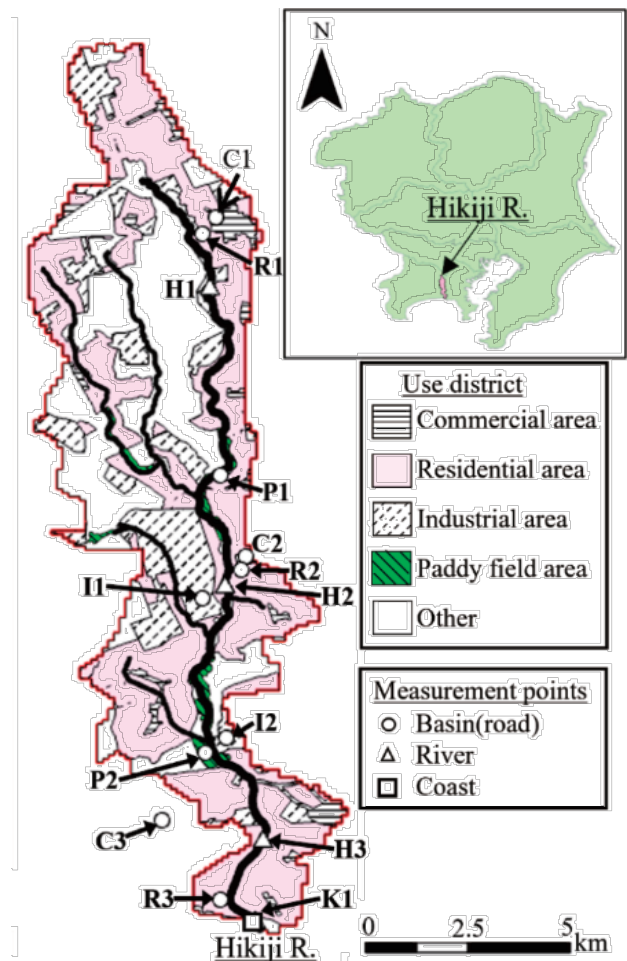 N
Hikiji R.
C1
R1
H1
P1
C2
R2
I1
H2
I2
P2
C3
H3
R3
K1
Hikiji R.
Use district
Commercial area
Residential area
Industrial area
Paddy field area
Other
Measurement points
Basin(road)
River
Coast
0 2.5 5
km